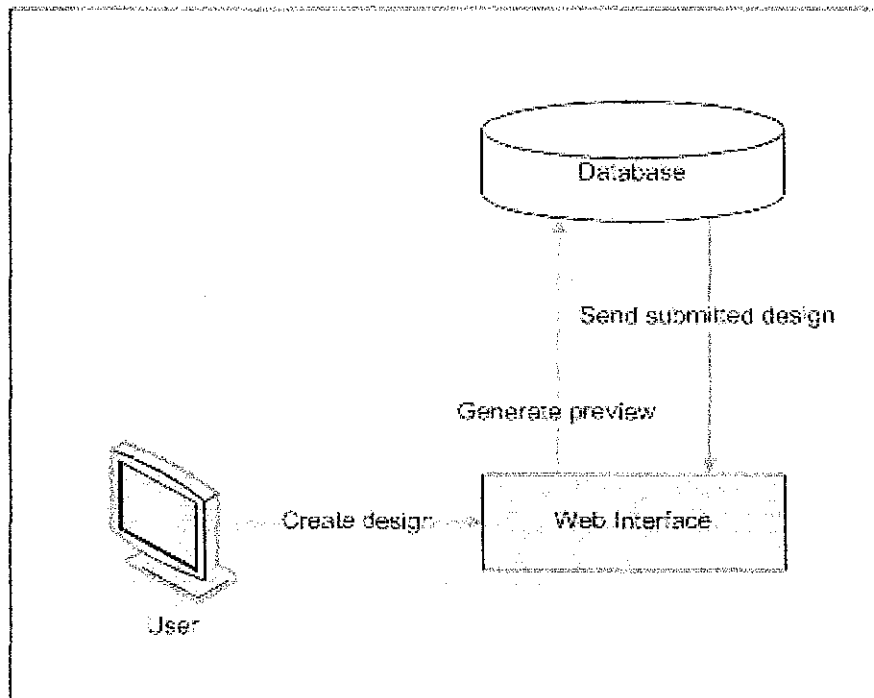 Database
Send submitted design
Generate preview
Create design
Web Interface
User